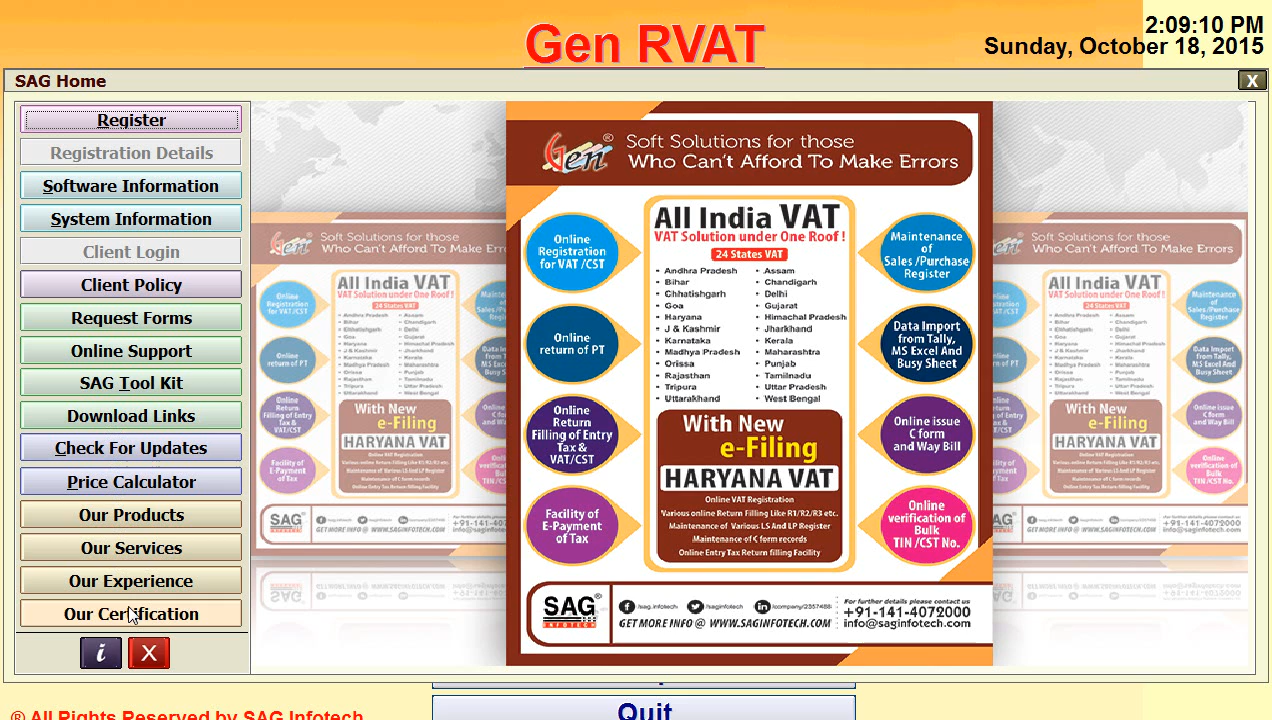 Gen RVAT
2:09:10 PM
Sunday, October 18, 2015
SAG Home
X
Register
Registration Details
Software Information
System Information
Client Login
Client Policy
Request Forms
Online Support
SAG Tool Kit
Download Links
Check For Updates
Price Calculator
Our Products
Our Services
Our Experience
Our Certification
i
X
Gen®
Soft Solutions for those
Who Can't Afford To Make Errors
All India VAT
VAT Solution under One Roof !
24 States VAT
• Andhra Pradesh
• Bihar
• Chhatishgarh
• Goa
• Haryana
• J & Kashmir
• Karnataka
• Madhya Pradesh
• Orissa
• Rajasthan
• Tripura
• Uttarakhand
• Assam
• Chandigarh
• Delhi
• Gujarat
• Himachal Pradesh
• Jharkhand
• Kerala
• Maharashtra
• Punjab
• Tamilnadu
• Uttar Pradesh
• West Bengal
Online
Registration
for VAT /CST
Online
return of PT
Online
Return
Filling of Entry
Tax &
VAT/CST
Facility of
E-Payment
of Tax
Maintenance
of
Sales /Purchase
Register
Data Import
from Tally,
MS Excel And
Busy Sheet
Online issue
C form
and Way Bill
Online
verification of
Bulk
TIN /CST No.
With New
e-Filing
HARYANA VAT
Online VAT Registration
Various online Return Filling Like R1/R2/R3 etc.
Maintenance of Various LS And LP Register
Maintenance of C form records
Online Entry Tax Return filling Facility
SAG®
INFOTECH
/sag.infotech
/saginfotech
/company/2357488
GET MORE INFO @ WWW.SAGINFOTECH.COM
For further details please contact us
+91-141-4072000
info@saginfotech.com
Quit
® All Rights Reserved by SAG Infotech